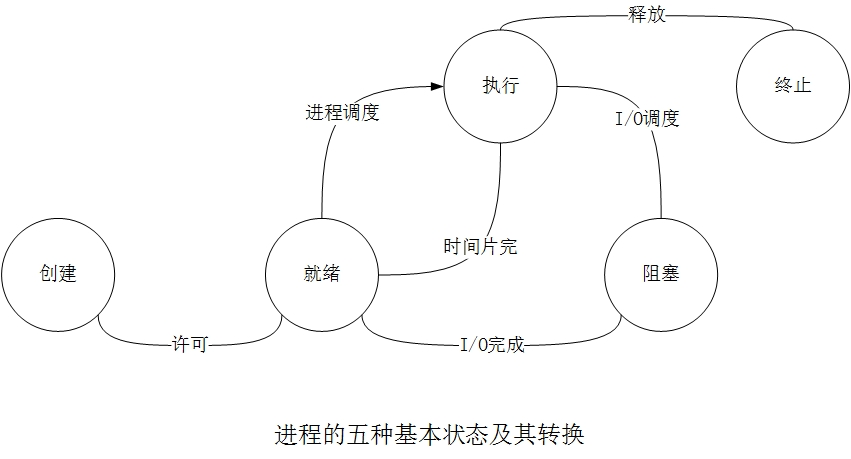 释放
执行
终止
进程调度
I/O调度
时间片完
创建
就绪
阻塞
许可
I/O完成
进程的五种基本状态及其转换